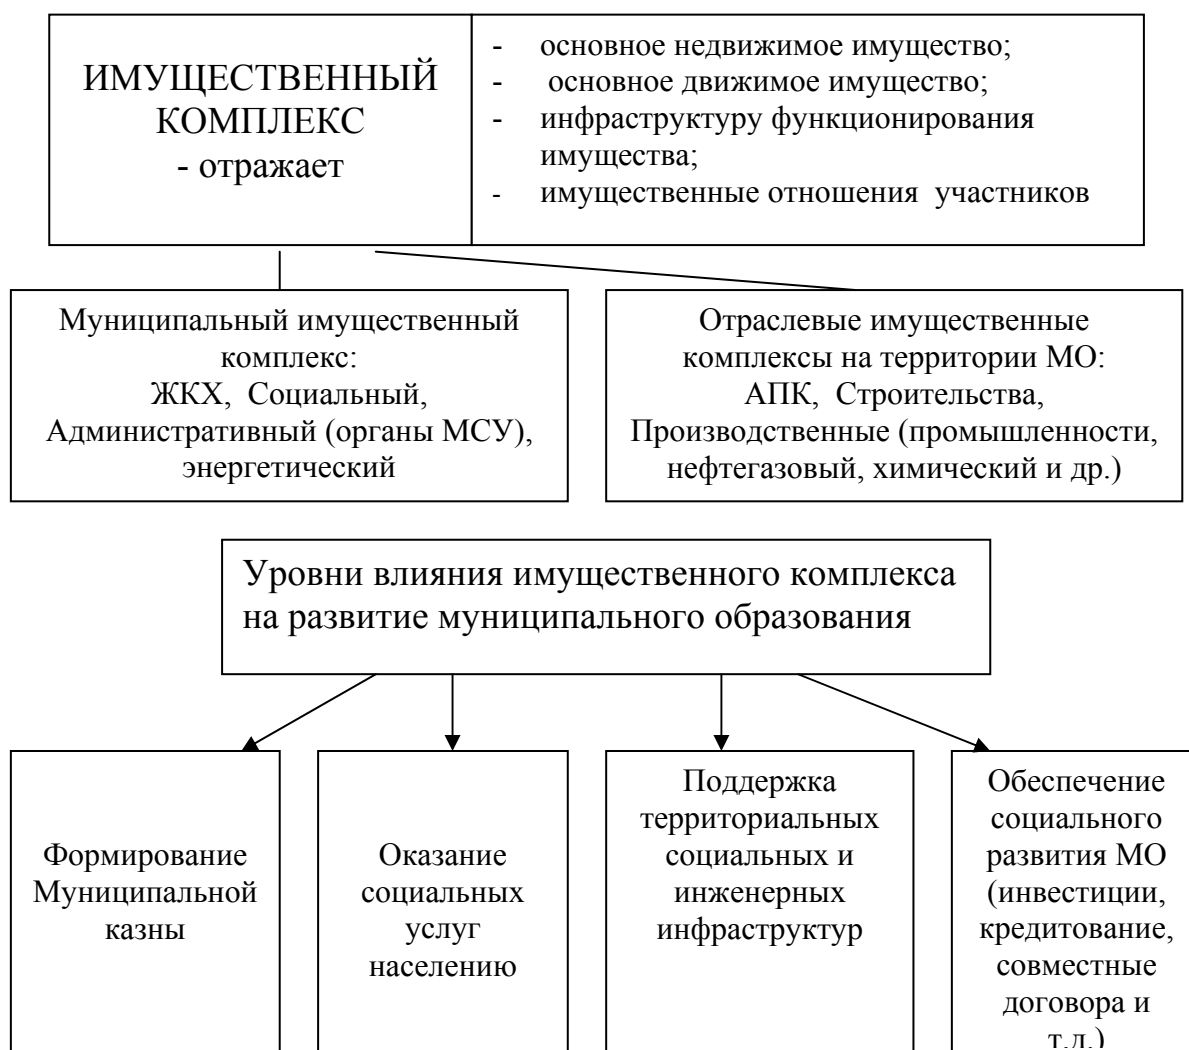 ИМУЩЕСТВЕННЫЙ
КОМПЛЕКС
- отражает
- основное недвижимое имущество;
- основное движимое имущество;
- инфраструктуру функционирования
имущества;
- имущественные отношения участников
Муниципальный имущественный
комплекс:
ЖКХ, Социальный,
Административный (органы МСУ),
энергетический
Отраслевые имущественные
комплексы на территории МО:
АПК, Строительства,
Производственные (промышленности,
нефтегазовый, химический и др.)
Уровни влияния имущественного комплекса
на развитие муниципального образования
Формирование
Муниципальной
казны
Оказание
социальных
услуг
населению
Поддержка
территориальных
социальных и
инженерных
инфраструктур
Обеспечение
социального
развития МО
(инвестиции,
кредитование,
совместные
договора и
т.д.)